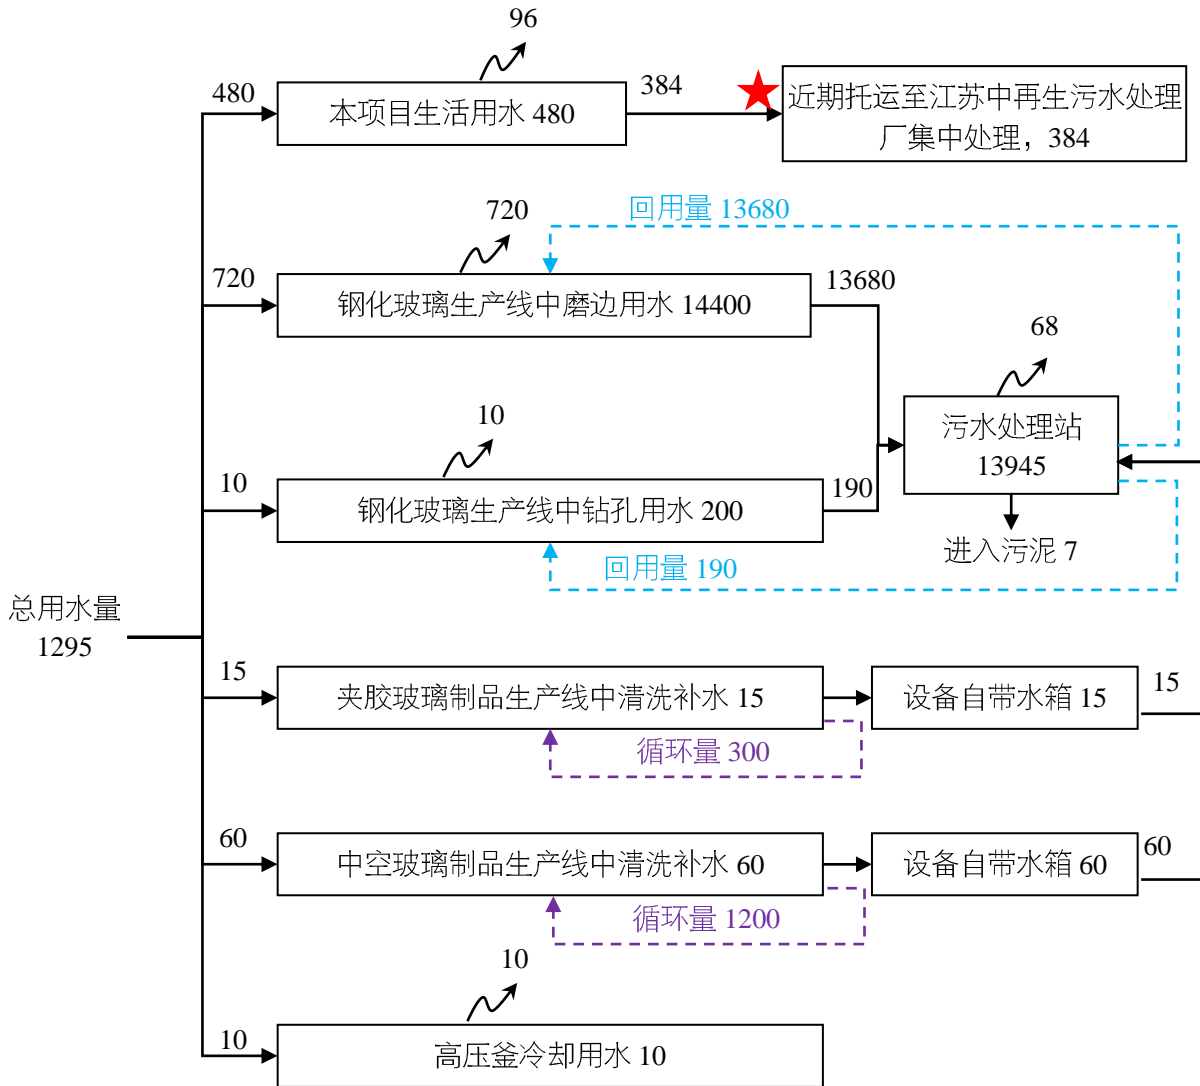 96
480
本项目生活用水 480
384
近期托运至江苏中再生污水处理
厂集中处理，384
720
回用量 13680
720
钢化玻璃生产线中磨边用水 14400
13680
68
污水处理站
13945
10
10
钢化玻璃生产线中钻孔用水 200
190
进入污泥 7
回用量 190
总用水量
1295
15
夹胶玻璃制品生产线中清洗补水 15
设备自带水箱 15
15
循环量 300
60
中空玻璃制品生产线中清洗补水 60
设备自带水箱 60
60
循环量 1200
10
10
高压釜冷却用水 10